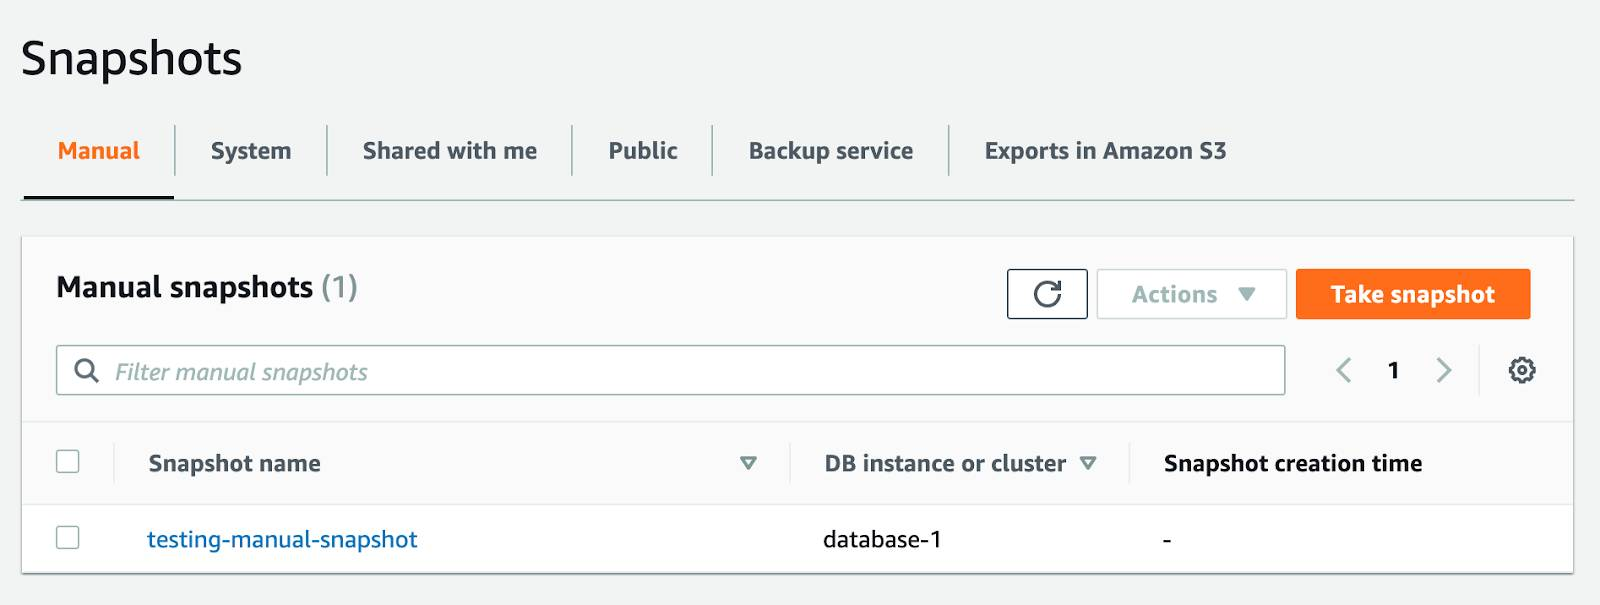 Snapshots
Manual System Shared with me Public Backup service Exports in Amazon S3
Manual snapshots (1)
Actions Take snapshot
Filter manual snapshots
1
Snapshot name DB instance or cluster Snapshot creation time
testing-manual-snapshot database-1 -